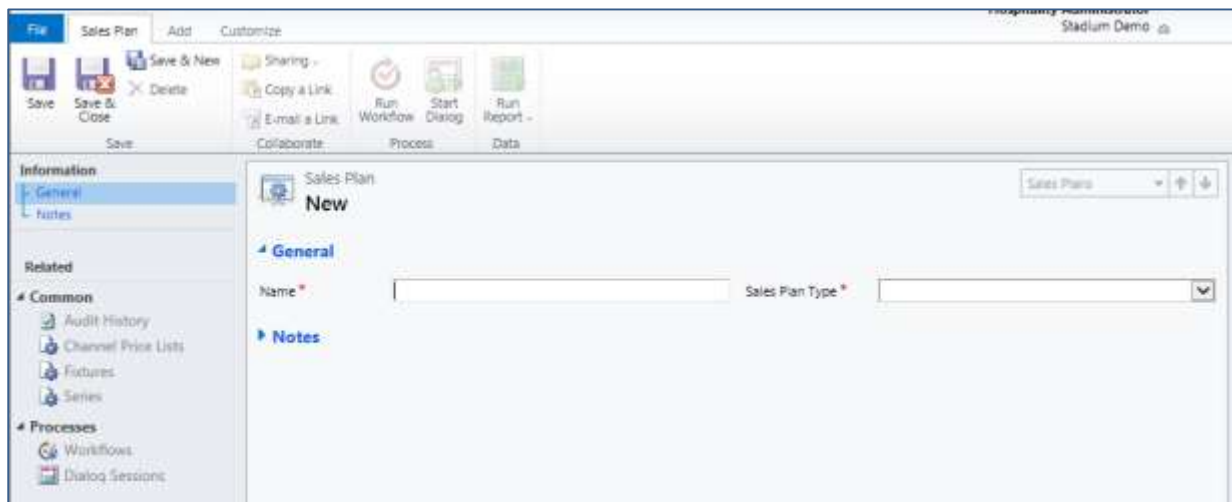 Hospitality Administrator
Stadium Demo
File Sales Plan Add Customize
Save
Save & Close
Save & New
Delete
Save
Sharing
Copy a Link
E-mail a Link
Collaborate
Run Workflow
Start Dialog
Process
Run Report
Data
Information
General
Notes
Related
Common
Audit History
Channel Price Lists
Fixtures
Series
Processes
Workflows
Dialog Sessions
Sales Plan
New
Sales Plans
General
Name *
Sales Plan Type *
Notes